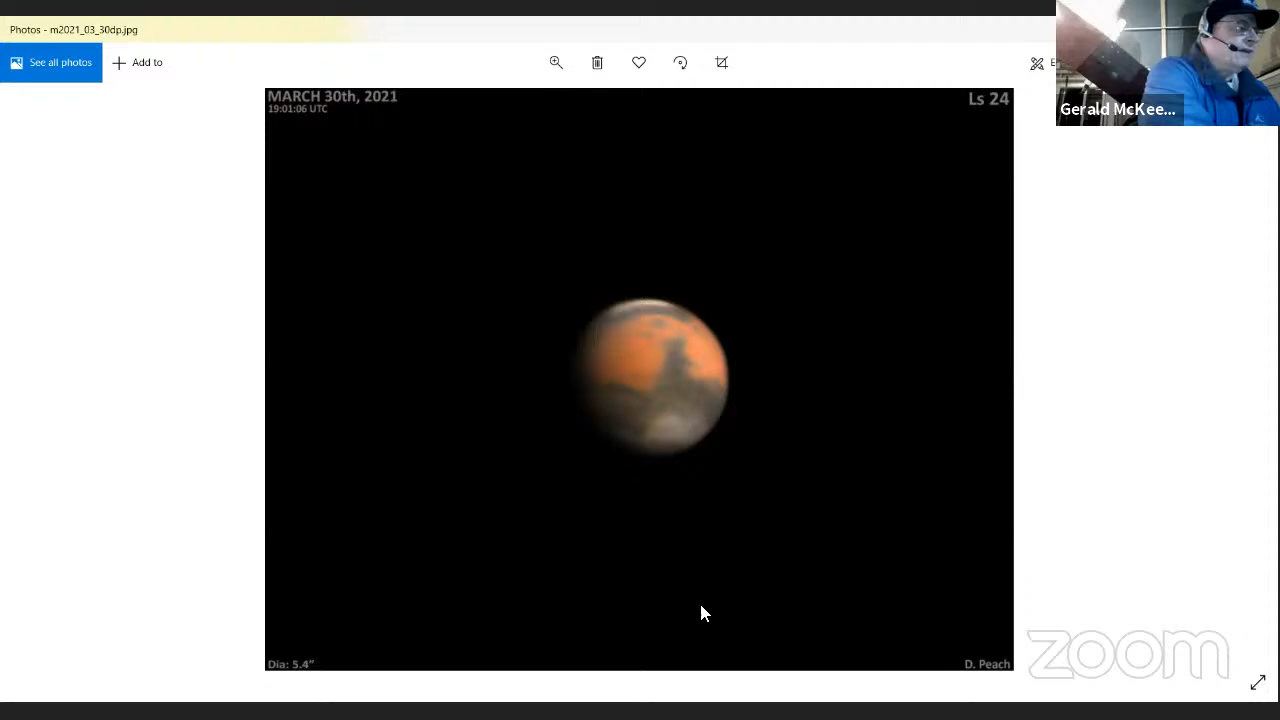 Photos - m2021_03_30dp.jpg
See all photos
Add to
E
Gerald McKee...
MARCH 30th, 2021
Ls 24
19:01:06 UTC
Dia: 5.4"
D. Peach
zoom